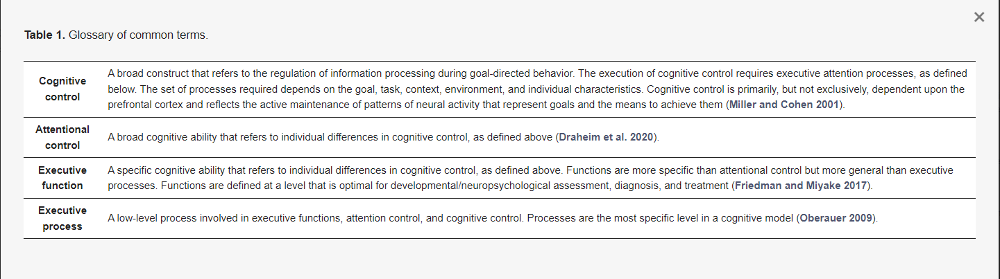 ×
Table 1. Glossary of common terms.
Cognitive control
A broad construct that refers to the regulation of information processing during goal-directed behavior. The execution of cognitive control requires executive attention processes, as defined
below. The set of processes required depends on the goal, task, context, environment, and individual characteristics. Cognitive control is primarily, but not exclusively, dependent upon the
prefrontal cortex and reflects the active maintenance of patterns of neural activity that represent goals and the means to achieve them (Miller and Cohen 2001).
Attentional control
A broad cognitive ability that refers to individual differences in cognitive control, as defined above (Draheim et al. 2020).
Executive function
A specific cognitive ability that refers to individual differences in cognitive control, as defined above. Functions are more specific than attentional control but more general than executive
processes. Functions are defined at a level that is optimal for developmental/neuropsychological assessment, diagnosis, and treatment (Friedman and Miyake 2017).
Executive process
A low-level process involved in executive functions, attention control, and cognitive control. Processes are the most specific level in a cognitive model (Oberauer 2009).